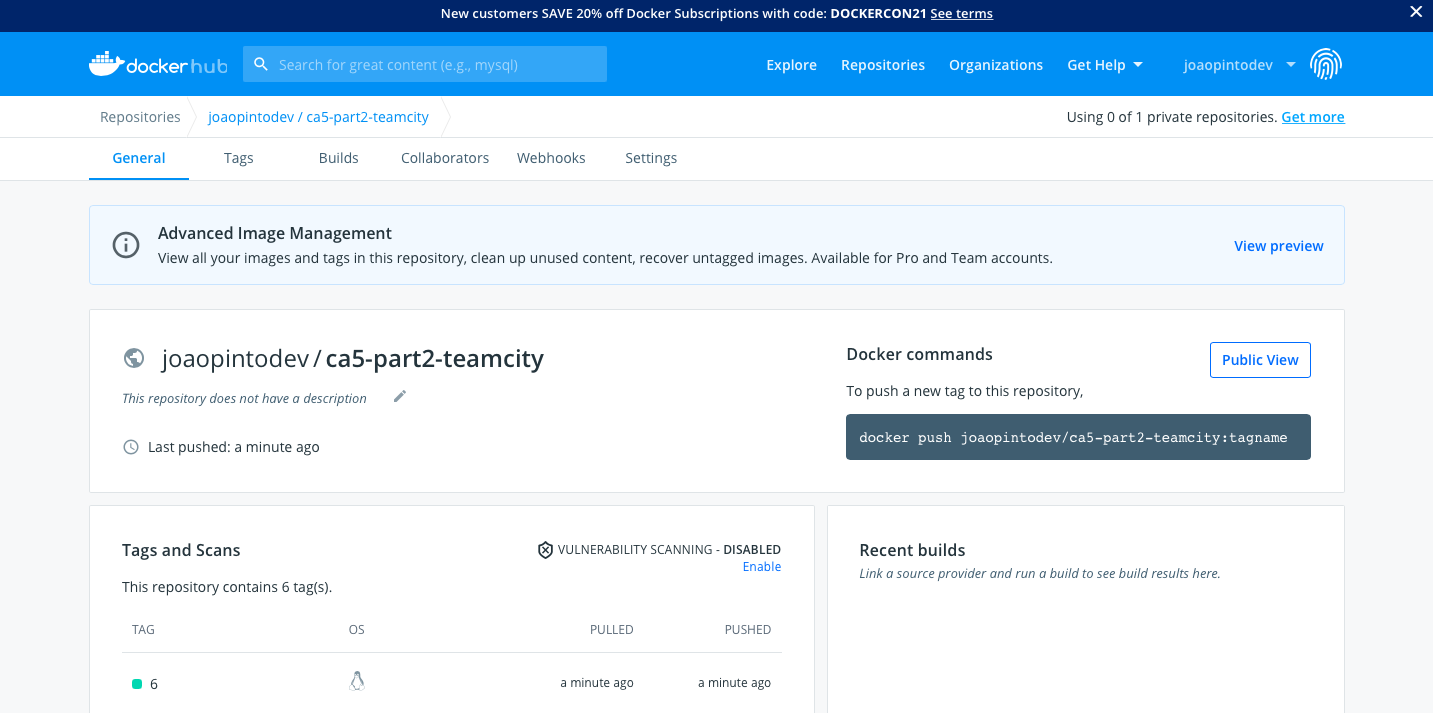 New customers SAVE 20% off Docker Subscriptions with code: DOCKERCON21 See terms
docker hub
Search for great content (e.g., mysql)
Explore
Repositories
Organizations
Get Help
joaopintodev
Repositories
joaopintodev / ca5-part2-teamcity
Using 0 of 1 private repositories. Get more
General
Tags
Builds
Collaborators
Webhooks
Settings
Advanced Image Management
View all your images and tags in this repository, clean up unused content, recover untagged images. Available for Pro and Team accounts.
View preview
joaopintodev / ca5-part2-teamcity
This repository does not have a description
Last pushed: a minute ago
Docker commands
Public View
To push a new tag to this repository,
docker push joaopintodev/ca5-part2-teamcity:tagname
Tags and Scans
VULNERABILITY SCANNING - DISABLED
Enable
This repository contains 6 tag(s).
TAG
OS
PULLED
PUSHED
6
a minute ago
a minute ago
Recent builds
Link a source provider and run a build to see build results here.